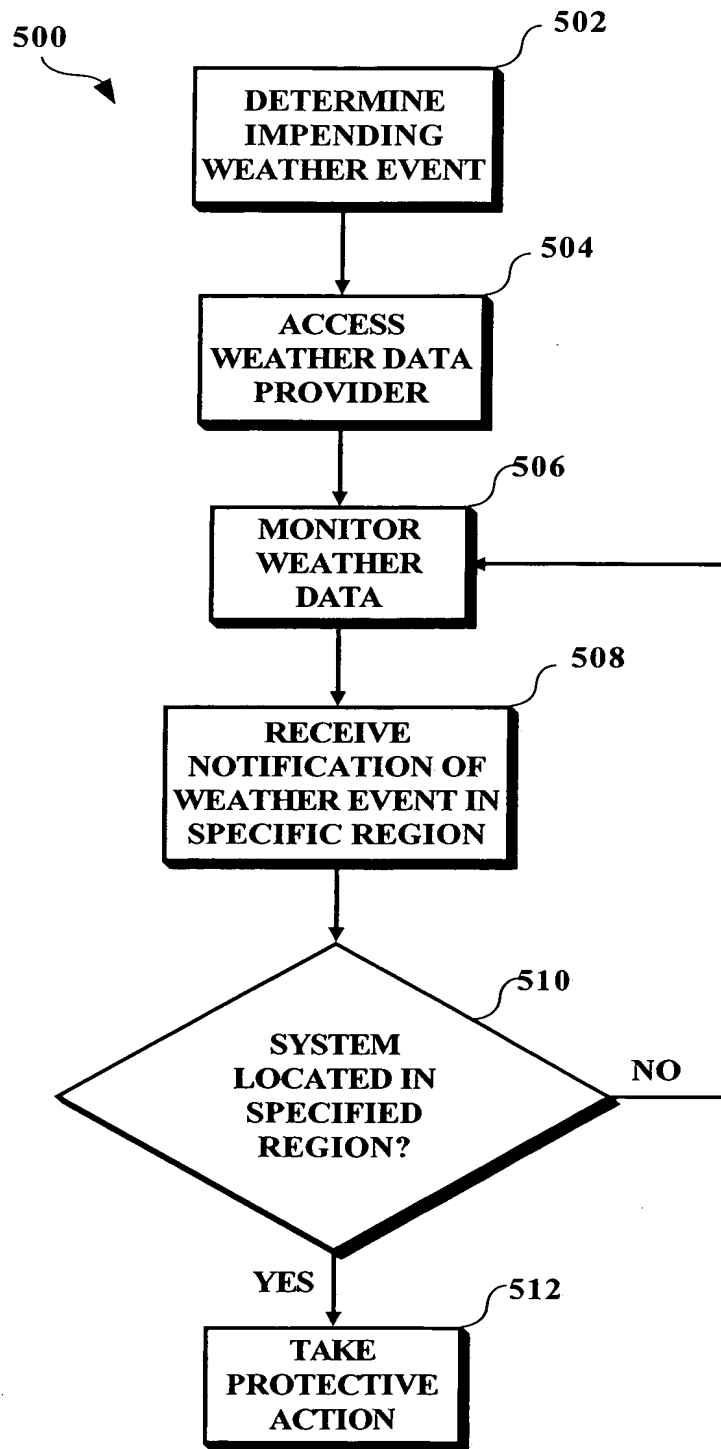 500
502
DETERMINE
IMPENDING
WEATHER EVENT
504
ACCESS
WEATHER DATA
PROVIDER
506
MONITOR
WEATHER
DATA
508
RECEIVE
NOTIFICATION OF
WEATHER EVENT IN
SPECIFIC REGION
510
SYSTEM
LOCATED IN
SPECIFIED
REGION?
NO
YES
512
TAKE
PROTECTIVE
ACTION